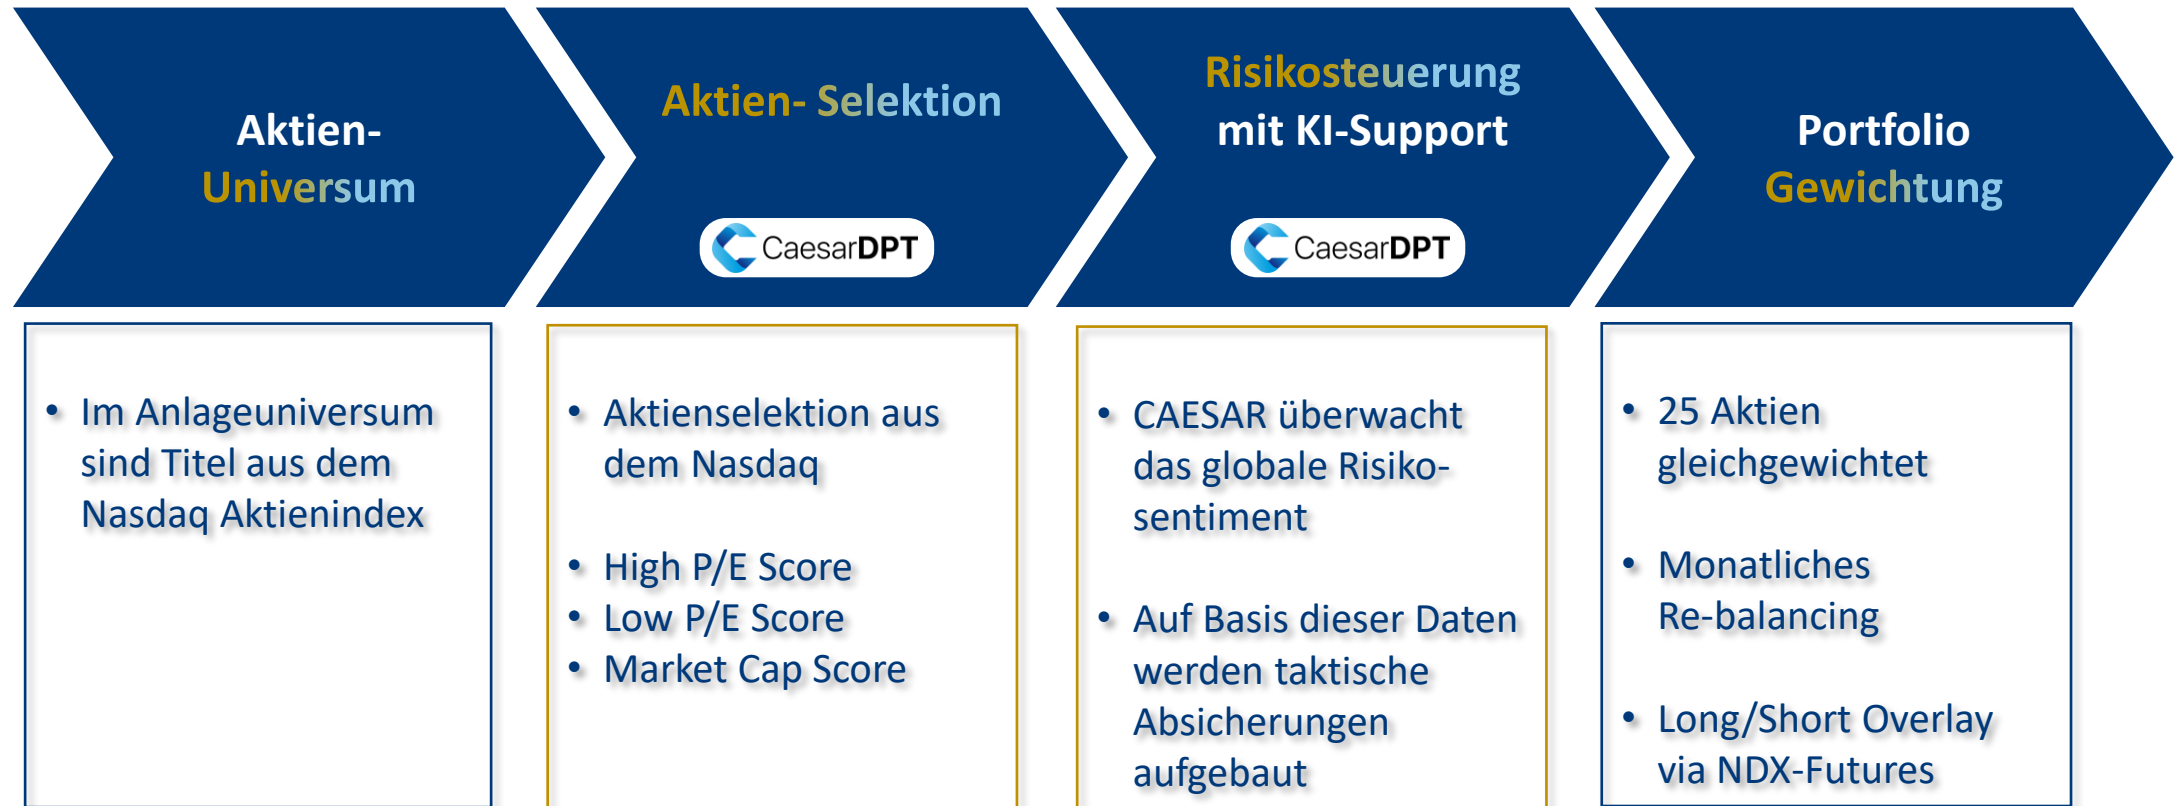 Aktien-
Universum
Aktien- Selektion
CaesarDPT
Risikosteuerung
mit KI-Support
CaesarDPT
Portfolio
Gewichtung
• Im Anlageuniversum
sind Titel aus dem
Nasdaq Aktienindex
• Aktienselektion aus
dem Nasdaq
• High P/E Score
• Low P/E Score
• Market Cap Score
• CAESAR überwacht
das globale Risiko-
sentiment
• Auf Basis dieser Daten
werden taktische
Absicherungen
aufgebaut
• 25 Aktien
gleichgewichtet
• Monatliches
Re-balancing
• Long/Short Overlay
via NDX-Futures